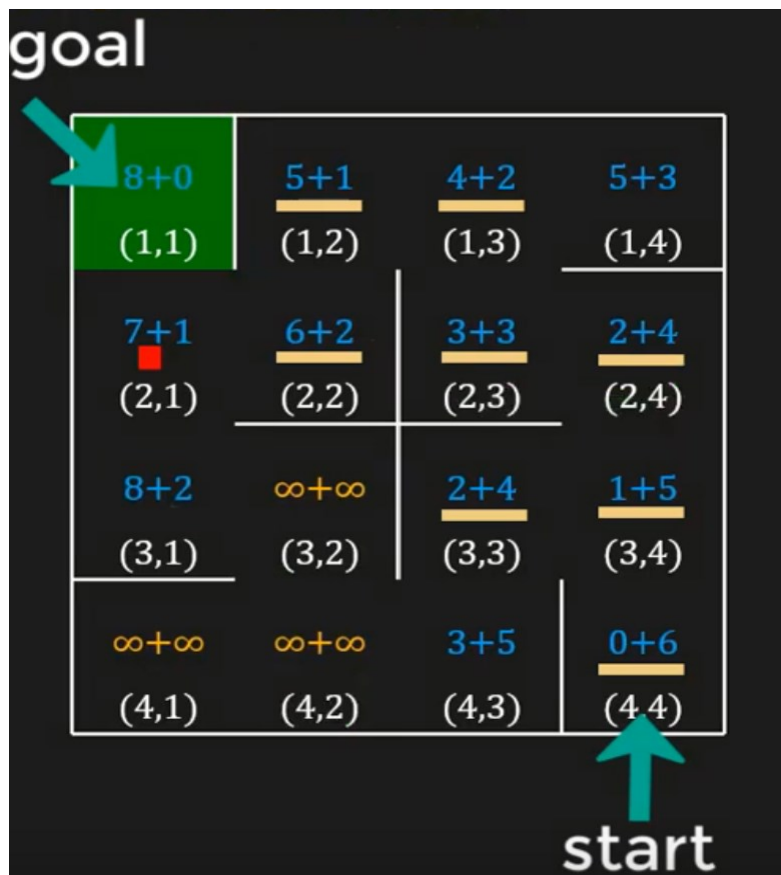 goal
8+0 5+1 4+2 5+3
(1,1) (1,2) (1,3) (1,4)
7+1 6+2 3+3 2+4
(2,1) (2,2) (2,3) (2,4)
8+2 ∞+∞ 2+4 1+5
(3,1) (3,2) (3,3) (3,4)
∞+∞ ∞+∞ 3+5 0+6
(4,1) (4,2) (4,3) (4,4)
start